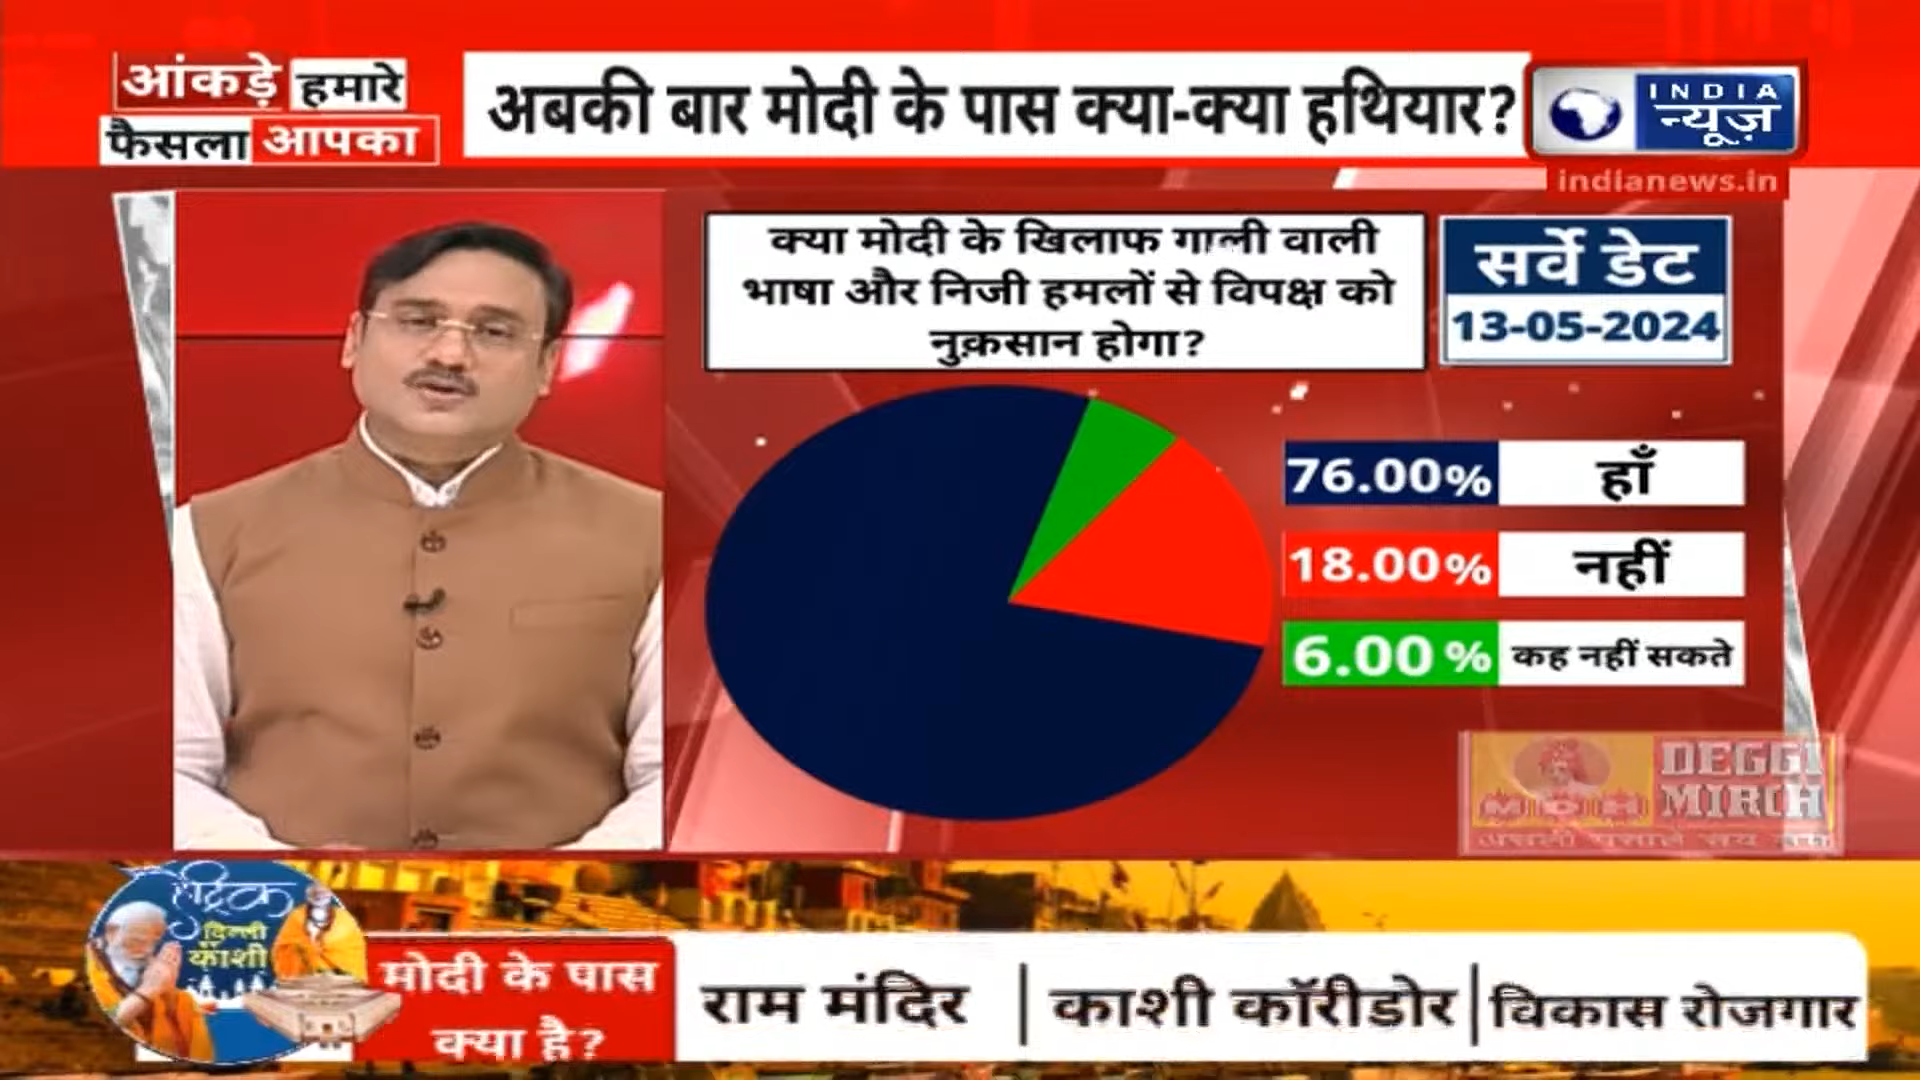 आंकड़े हमारे
फैसला आपका
अबकी बार मोदी के पास क्या-क्या हथियार?
INDIA
न्यूज़
indianews.in
क्या मोदी के खिलाफ गाली वाली
भाषा और निजी हमलों से विपक्ष को
नुक़सान होगा?
सर्वे डेट
13-05-2024
76.00% हाँ
18.00% नहीं
6.00 % कह नहीं सकते
MDH
DEGGI
MIRCH
हैट्रिक
दिल्ली
काशी
मोदी के पास
क्या है?
राम मंदिर | काशी कॉरीडोर | विकास रोजगार